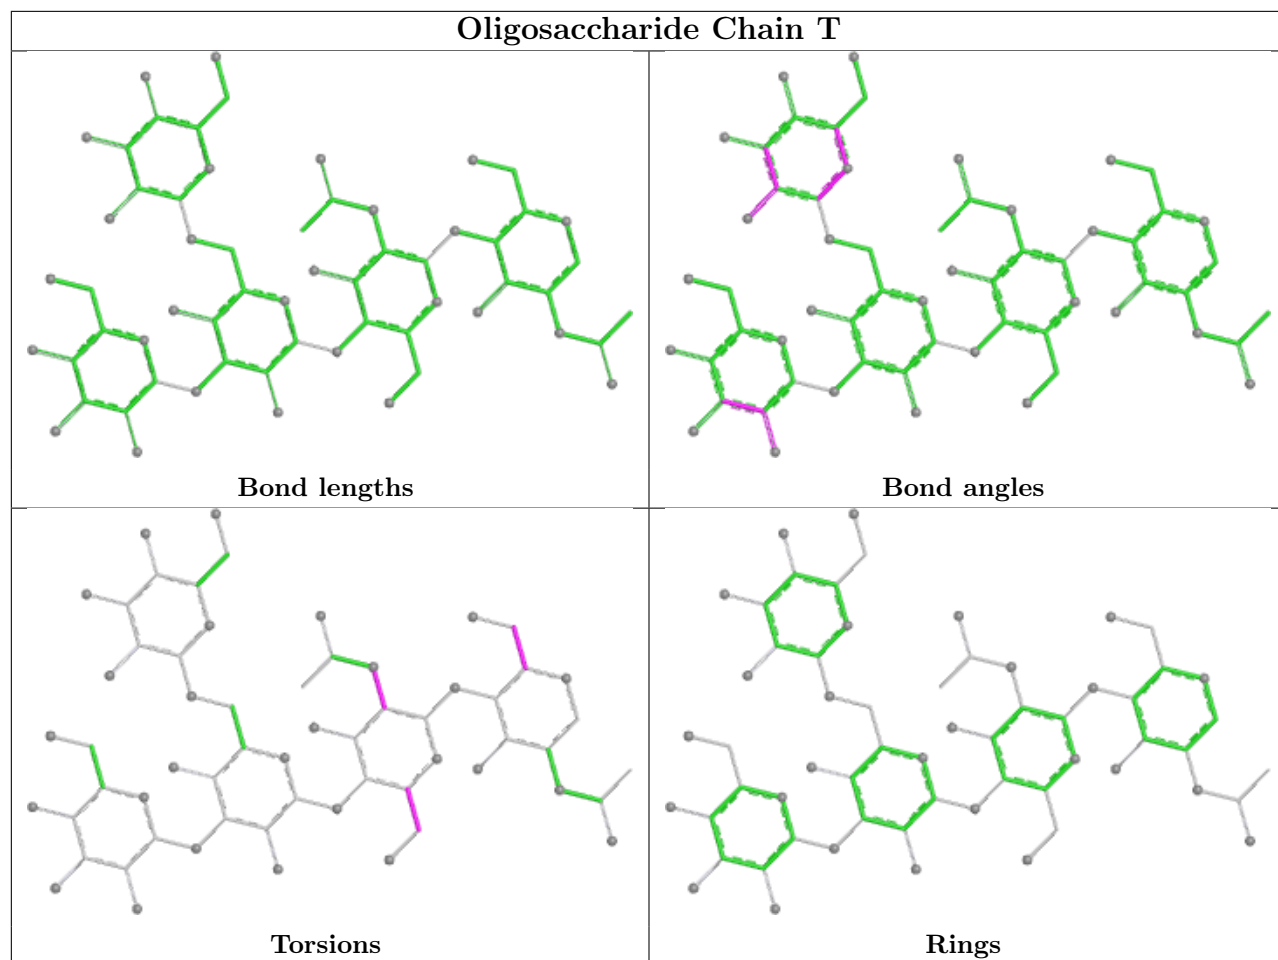 Oligosaccharide Chain T
Bond lengths
Bond angles
Torsions
Rings